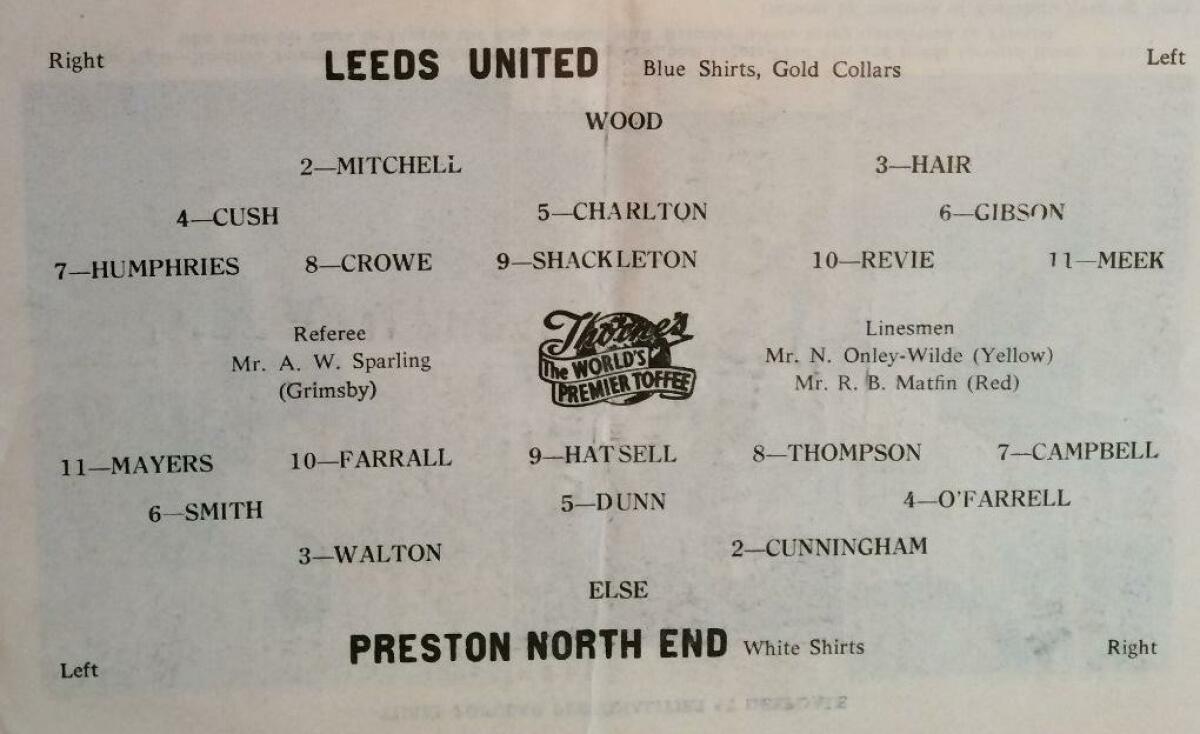 Right LEEDS UNITED Blue Shirts, Gold Collars Left
WOOD
2—MITCHELL 3—HAIR
4—CUSH 5—CHARLTON 6—GIBSON
7—HUMPHRIES 8—CROWE 9—SHACKLETON 10—REVIE 11—MEEK
Referee
Mr. A. W. Sparling
(Grimsby)
Thorne's
The WORLD'S
PREMIER TOFFEE
Linesmen
Mr. N. Onley-Wilde (Yellow)
Mr. R. B. Matfin (Red)
11—MAYERS 10—FARRALL 9—HATSELL 8—THOMPSON 7—CAMPBELL
6—SMITH 5—DUNN 4—O'FARRELL
3—WALTON 2—CUNNINGHAM
ELSE
Left PRESTON NORTH END White Shirts Right